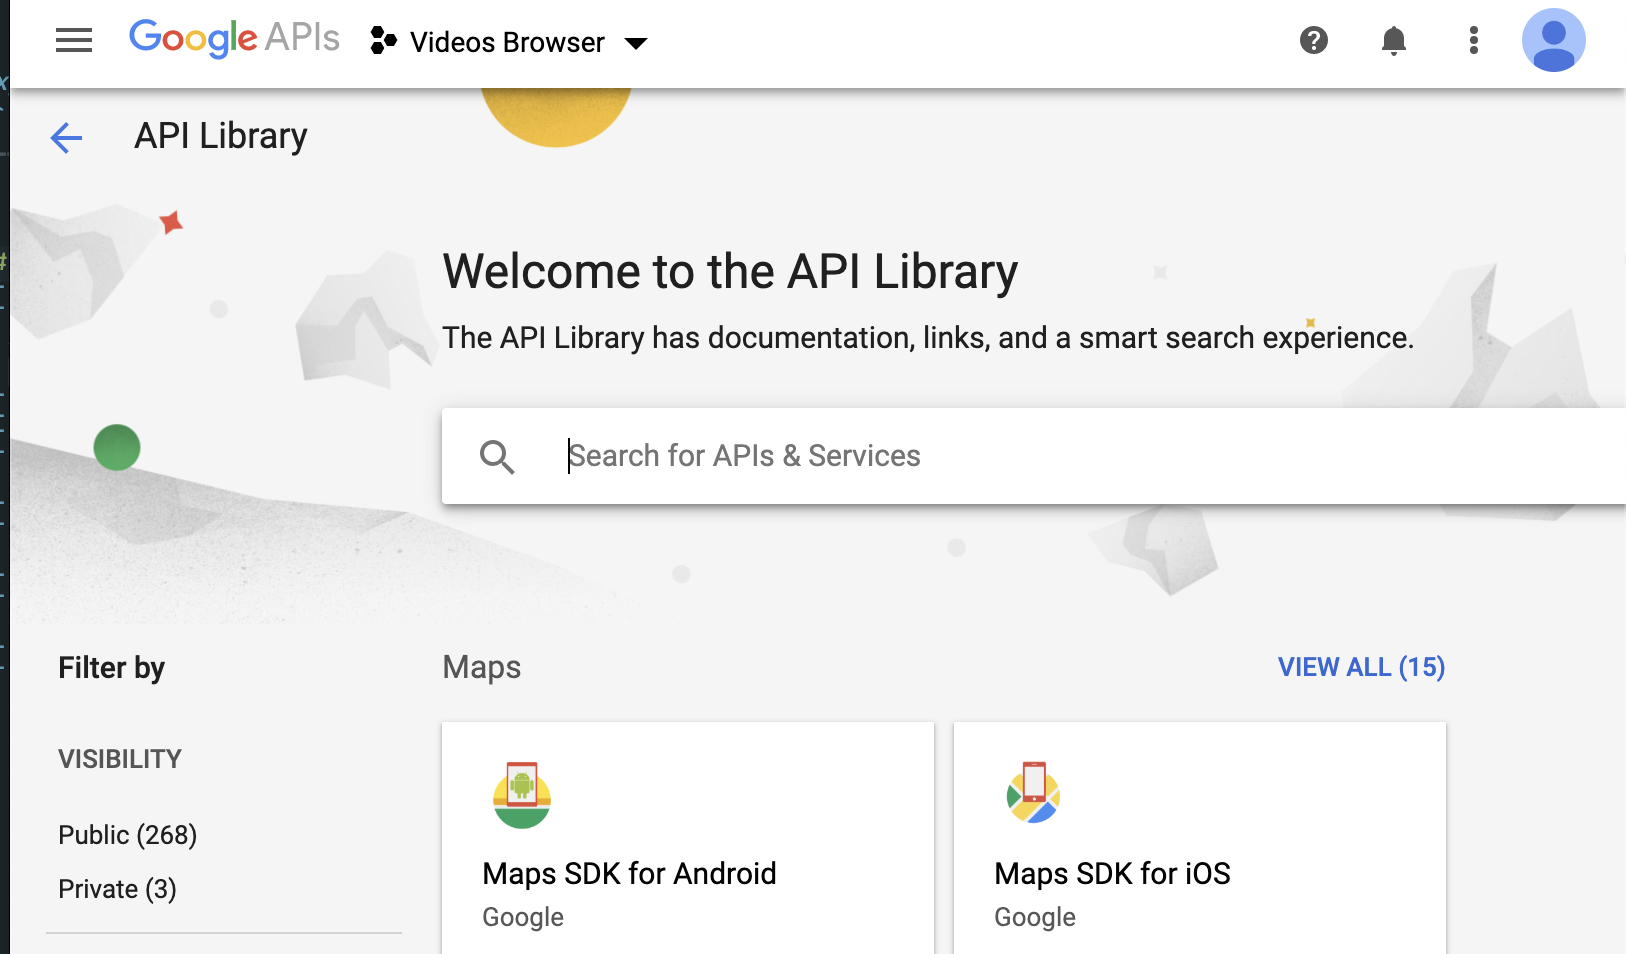 Google APIs Videos Browser
API Library
Welcome to the API Library
The API Library has documentation, links, and a smart search experience.
Search for APIs & Services
Filter by
Maps
VIEW ALL (15)
VISIBILITY
Public (268)
Private (3)
Maps SDK for Android
Google
Maps SDK for iOS
Google